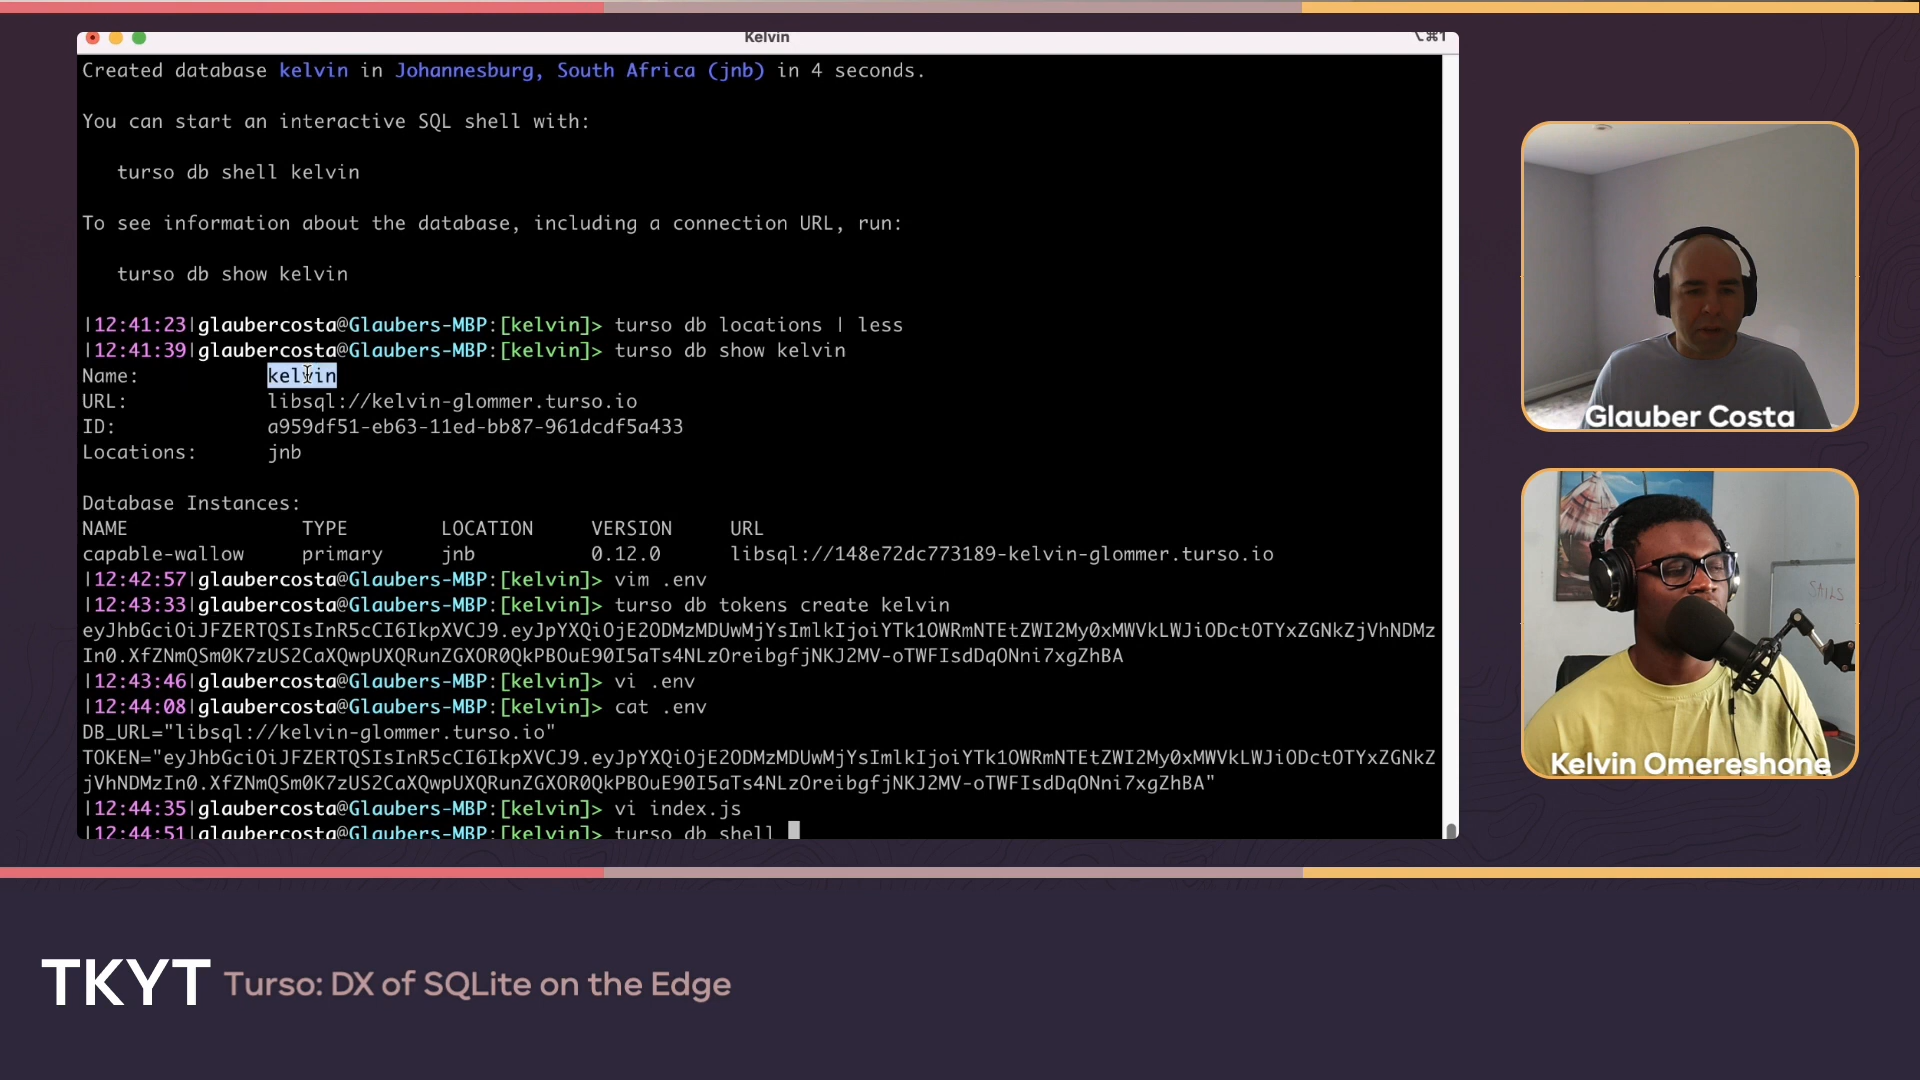 Kelvin
⌥⌘1
Created database kelvin in Johannesburg, South Africa (jnb) in 4 seconds.
You can start an interactive SQL shell with:
turso db shell kelvin
To see information about the database, including a connection URL, run:
turso db show kelvin
|12:41:23|glaubercosta@Glaubers-MBP:[kelvin]> turso db locations | less
|12:41:39|glaubercosta@Glaubers-MBP:[kelvin]> turso db show kelvin
Name: kelvin
URL: libsql://kelvin-glommer.turso.io
ID: a959df51-eb63-11ed-bb87-961dcdf5a433
Locations: jnb
Database Instances:
NAME TYPE LOCATION VERSION URL
capable-wallow primary jnb 0.12.0 libsql://148e72dc773189-kelvin-glommer.turso.io
|12:42:57|glaubercosta@Glaubers-MBP:[kelvin]> vim .env
|12:43:33|glaubercosta@Glaubers-MBP:[kelvin]> turso db tokens create kelvin
eyJhbGciOiJFZERTQSIsInR5cCI6IkpXVCJ9.eyJpYXQiOjE2ODMzMDUwMjYsImlkIjoiYTk1OWRmNTEtZWI2My0xMWVkLWJiODctOTYxZGNkZjVhNDMz
In0.XfZNmQSm0K7zUS2CaXQwpUXQRunZGXOR0QkPBOuE90I5aTs4NLzOreibgfjNKJ2MV-oTWFIsdDqONni7xgZhBA
|12:43:46|glaubercosta@Glaubers-MBP:[kelvin]> vi .env
|12:44:08|glaubercosta@Glaubers-MBP:[kelvin]> cat .env
DB_URL="libsql://kelvin-glommer.turso.io"
TOKEN="eyJhbGciOiJFZERTQSIsInR5cCI6IkpXVCJ9.eyJpYXQiOjE2ODMzMDUwMjYsImlkIjoiYTk1OWRmNTEtZWI2My0xMWVkLWJiODctOTYxZGNkZ
jVhNDMzIn0.XfZNmQSm0K7zUS2CaXQwpUXQRunZGXOR0QkPBOuE90I5aTs4NLzOreibgfjNKJ2MV-oTWFIsdDqONni7xgZhBA"
|12:44:35|glaubercosta@Glaubers-MBP:[kelvin]> vi index.js
|12:44:51|glaubercosta@Glaubers-MBP:[kelvin]> turso db shell
Glauber Costa
SAILS
Kelvin Omereshone
TKYT Turso: DX of SQLite on the Edge